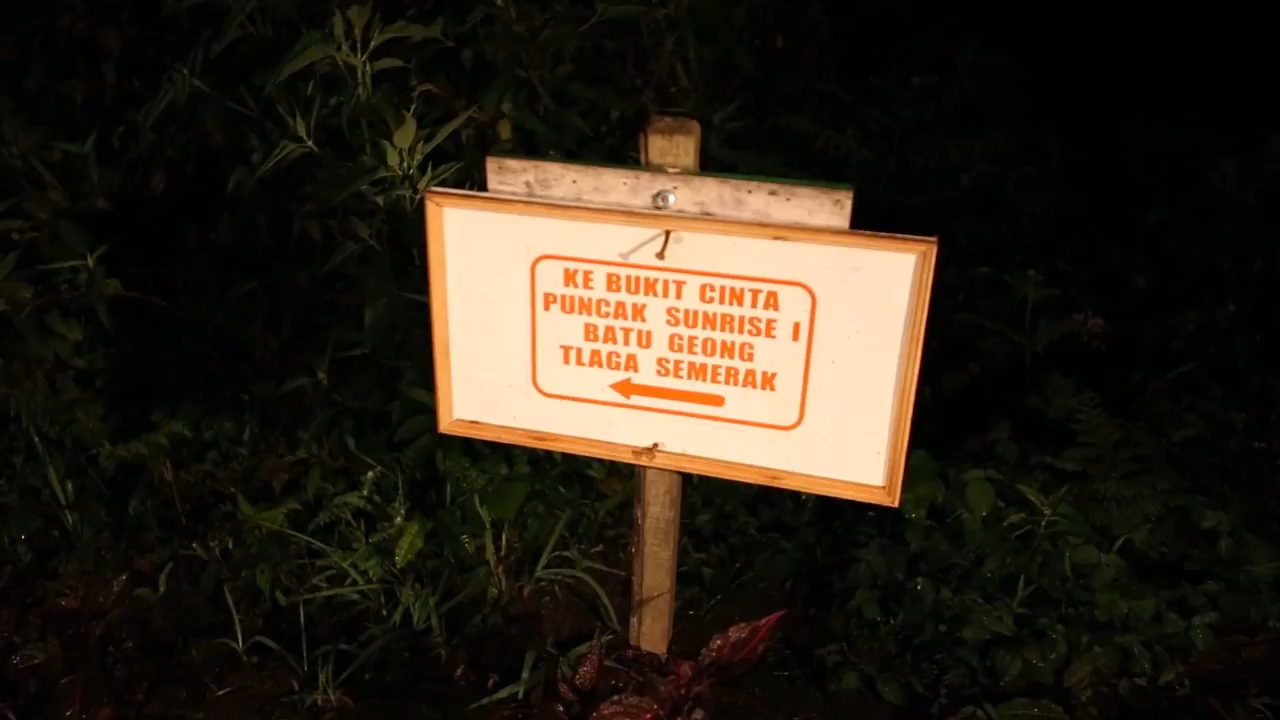 KE BUKIT CINTA
PUNCAK SUNRISE I
BATU GEONG
TLAGA SEMERAK